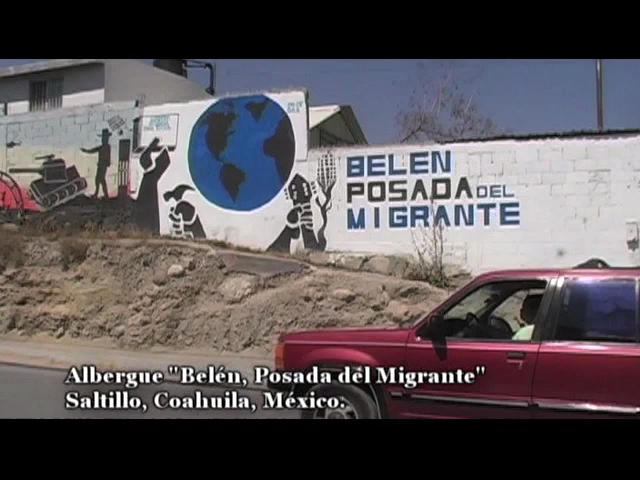 BELEN
POSADA DEL
MIGRANTE
Albergue "Belén, Posada del Migrante"
Saltillo, Coahuila, México.